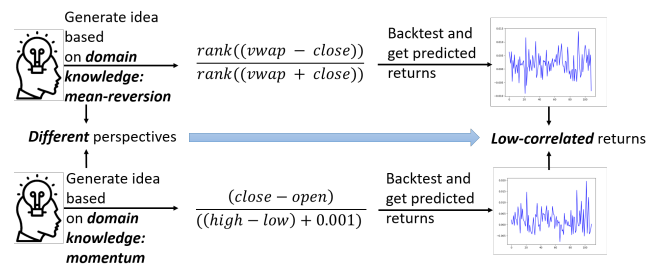 Generate idea
based
on domain
knowledge:
mean-reversion
rank((vwap − close))
rank((vwap + close))
Backtest and
get predicted
returns
Different perspectives
Low-correlated returns
Generate idea
based
on domain
knowledge:
momentum
(close − open)
((high − low) + 0.001)
Backtest and
get predicted
returns